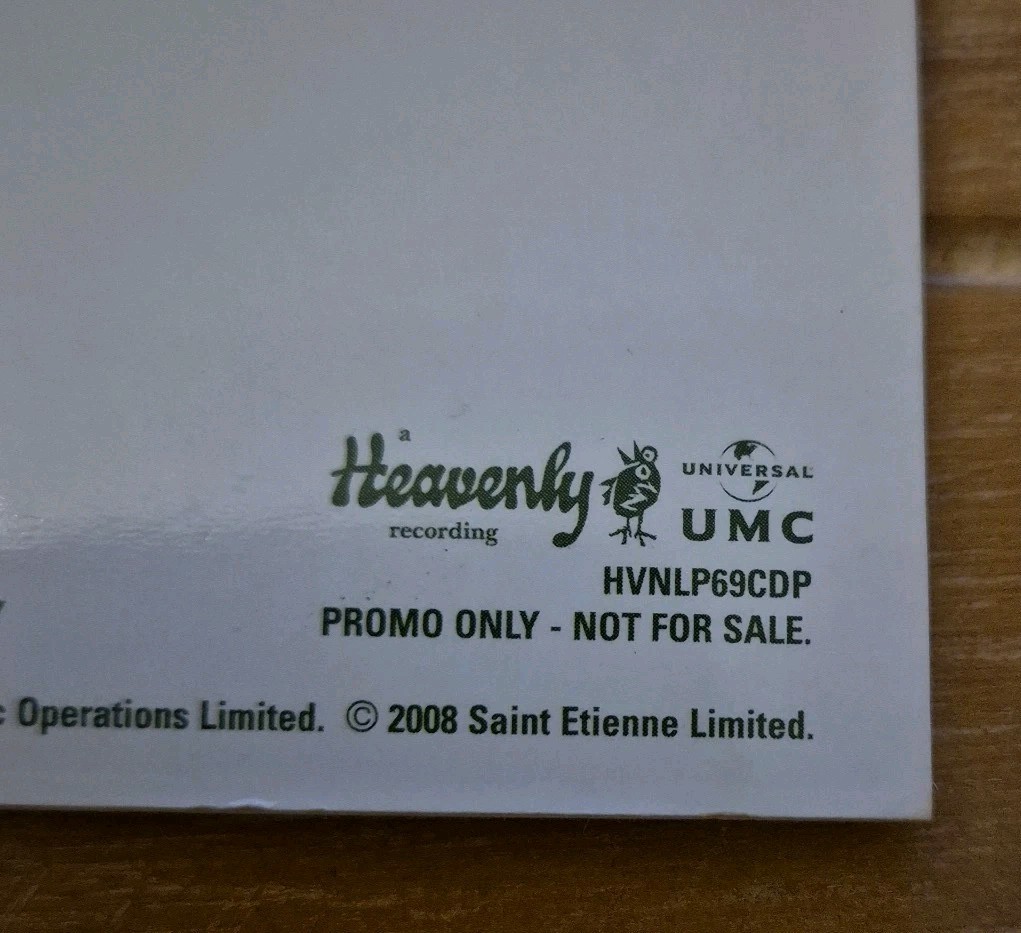 a
Heavenly
recording
UNIVERSAL
UMC
HVNLP69CDP
PROMO ONLY - NOT FOR SALE.
Operations Limited. © 2008 Saint Etienne Limited.